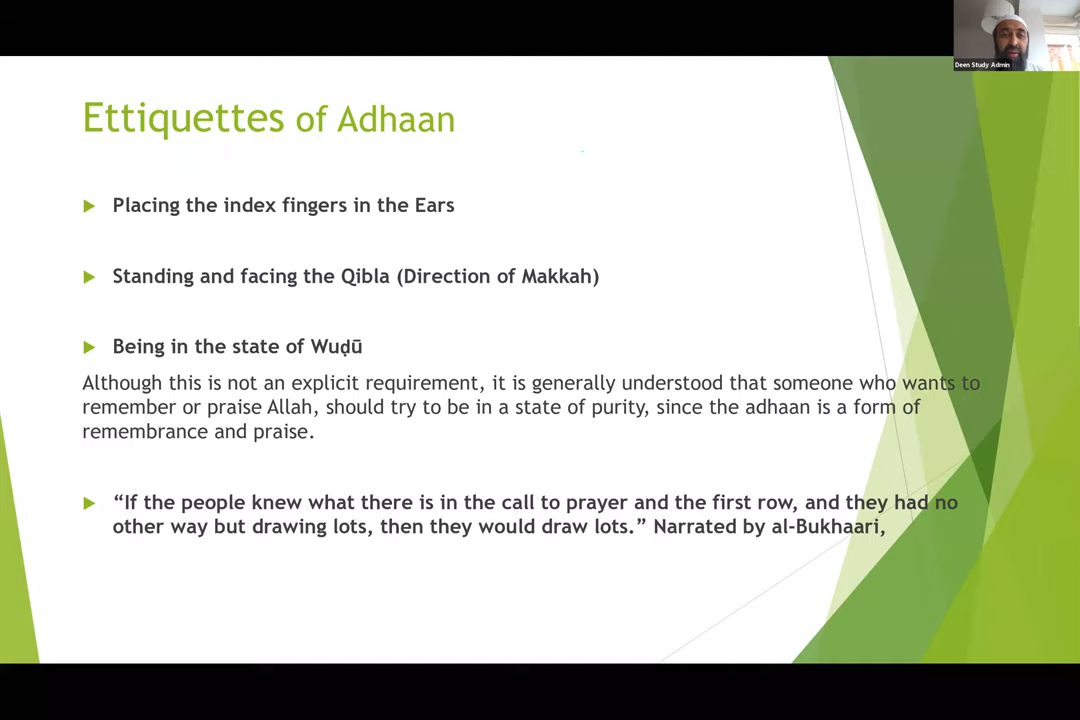 Deen Study Admin
Ettiquettes of Adhaan
Placing the index fingers in the Ears
Standing and facing the Qibla (Direction of Makkah)
Being in the state of Wuḍū
Although this is not an explicit requirement, it is generally understood that someone who wants to
remember or praise Allah, should try to be in a state of purity, since the adhaan is a form of
remembrance and praise.
“If the people knew what there is in the call to prayer and the first row, and they had no
other way but drawing lots, then they would draw lots.” Narrated by al-Bukhaari,